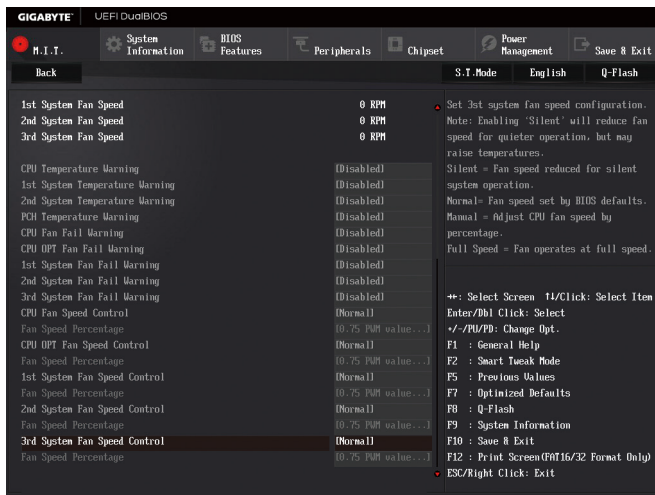 GIGABYTE™ UEFI DualBIOS
M.I.T.
System Information
BIOS Features
Peripherals
Chipset
Power Management
Save & Exit
Back
S.T.Mode English Q-Flash
1st System Fan Speed 0 RPM
2nd System Fan Speed 0 RPM
3rd System Fan Speed 0 RPM
CPU Temperature Warning [Disabled]
1st System Temperature Warning [Disabled]
2nd System Temperature Warning [Disabled]
PCH Temperature Warning [Disabled]
CPU Fan Fail Warning [Disabled]
CPU OPT Fan Fail Warning [Disabled]
1st System Fan Fail Warning [Disabled]
2nd System Fan Fail Warning [Disabled]
3rd System Fan Fail Warning [Disabled]
CPU Fan Speed Control [Normal]
Fan Speed Percentage [0.75 PWM value...]
CPU OPT Fan Speed Control [Normal]
Fan Speed Percentage [0.75 PWM value...]
1st System Fan Speed Control [Normal]
Fan Speed Percentage [0.75 PWM value...]
2nd System Fan Speed Control [Normal]
Fan Speed Percentage [0.75 PWM value...]
3rd System Fan Speed Control [Normal]
Fan Speed Percentage [0.75 PWM value...]
Set 3st system fan speed configuration.
Note: Enabling 'Silent' will reduce fan
speed for quieter operation, but may
raise temperatures.
Silent = Fan speed reduced for silent
system operation.
Normal= Fan speed set by BIOS defaults.
Manual = Adjust CPU fan speed by
percentage.
Full Speed = Fan operates at full speed.
→←: Select Screen ↑↓/Click: Select Item
Enter/Dbl Click: Select
+/-/PU/PD: Change Opt.
F1 : General Help
F2 : Smart Tweak Mode
F5 : Previous Values
F7 : Optimized Defaults
F8 : Q-Flash
F9 : System Information
F10 : Save & Exit
F12 : Print Screen(FAT16/32 Format Only)
ESC/Right Click: Exit